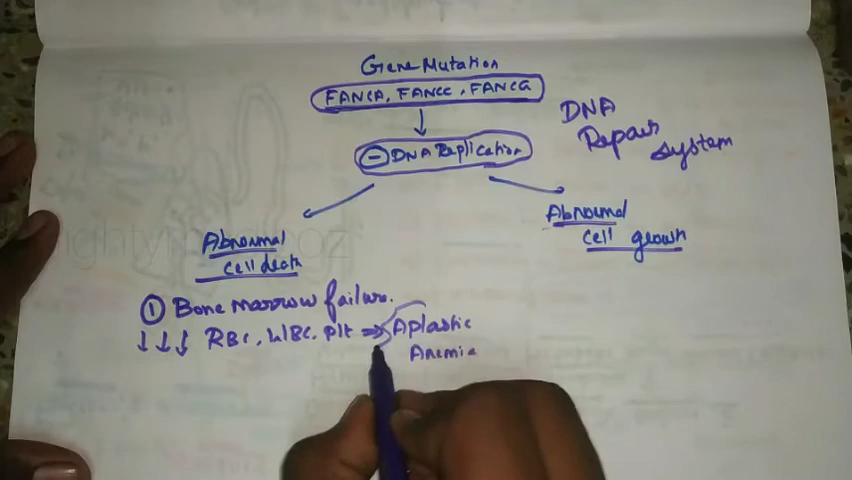 Gene Mutation
FANCA, FANCC, FANCG
⊖ DNA Replication
DNA
Repair
system
Abnormal
cell death
Abnormal
cell growth
① Bone marrow failure.
↓ ↓ ↓ RBC, WBC, Plt ⇒ Aplastic
Anemia